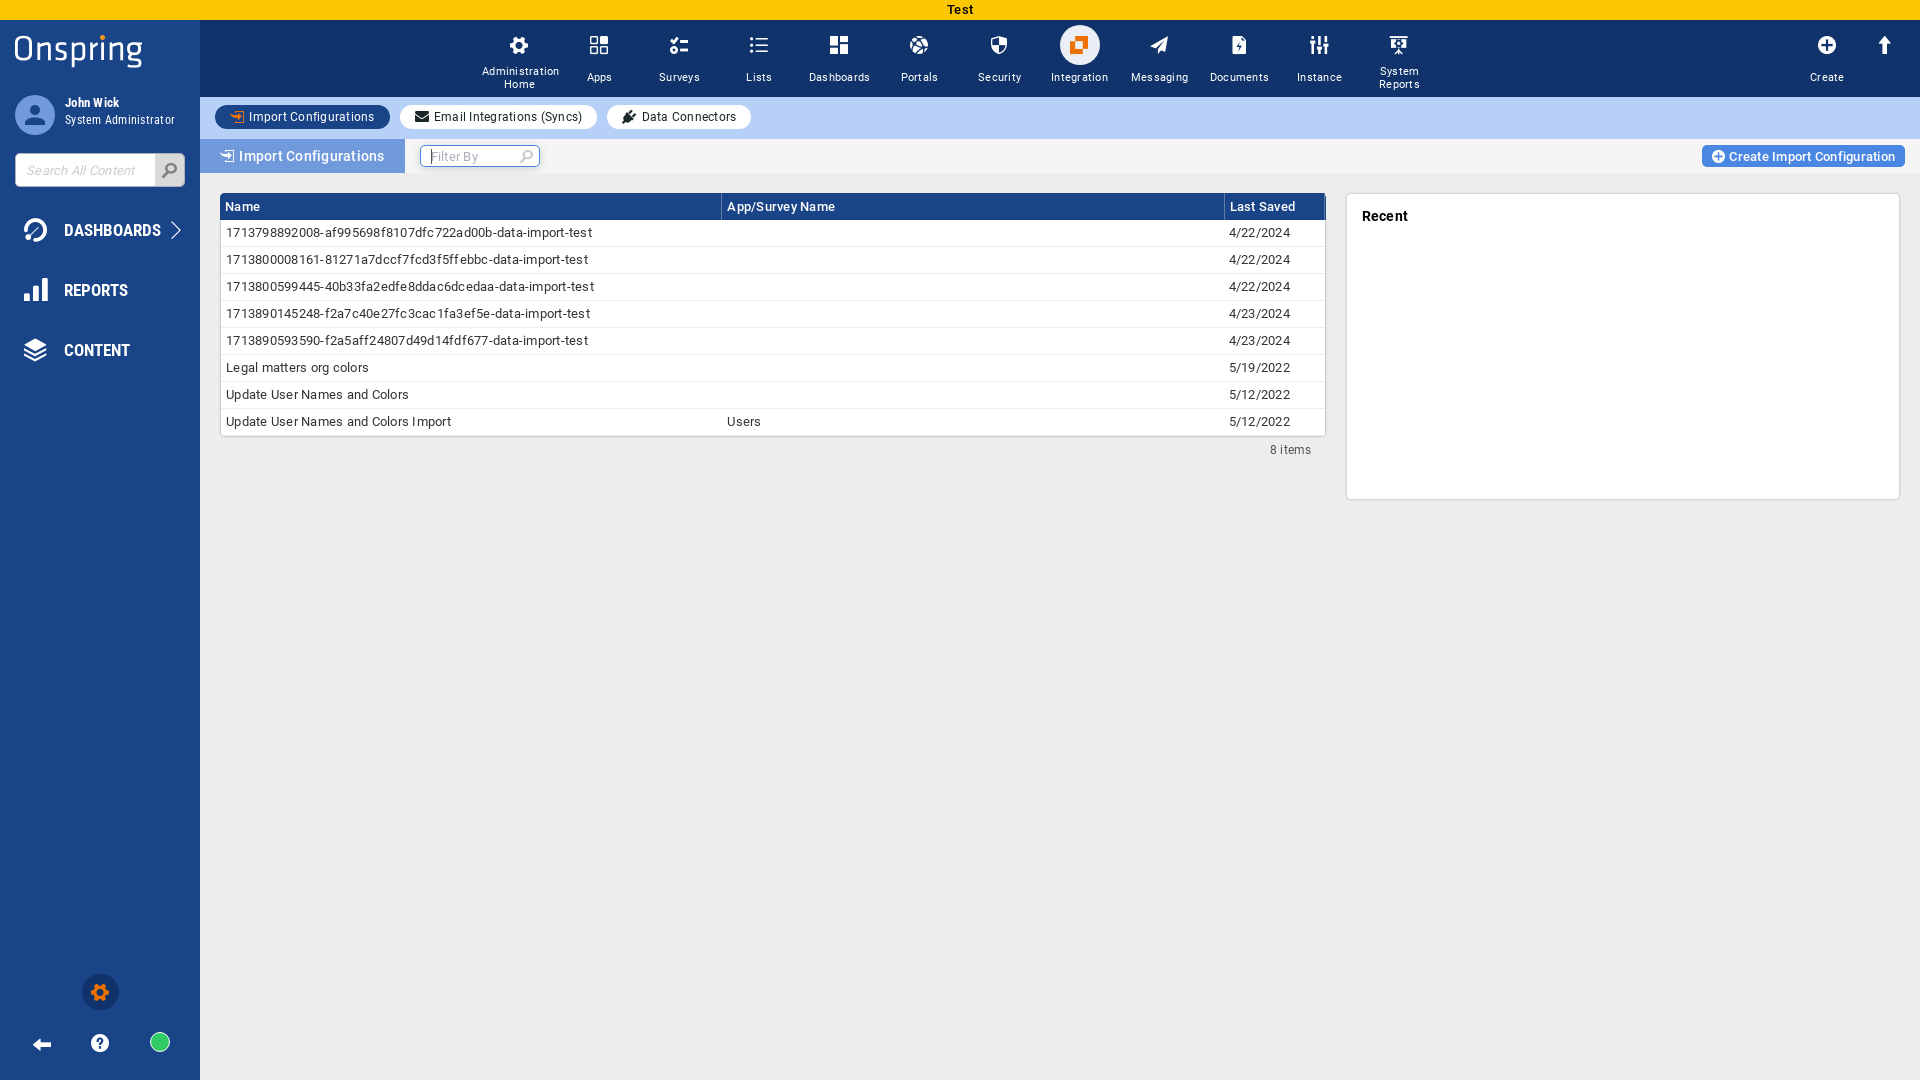 Test
Onspring
John Wick
System Administrator
Search All Content
DASHBOARDS
REPORTS
CONTENT
Administration Home
Apps
Surveys
Lists
Dashboards
Portals
Security
Integration
Messaging
Documents
Instance
System Reports
Create
Import Configurations
Email Integrations (Syncs)
Data Connectors
Import Configurations
Filter By
Create Import Configuration
Name App/Survey Name Last Saved
1713798892008-af995698f8107dfc722ad00b-data-import-test 4/22/2024
1713800008161-81271a7dccf7fcd3f5ffebbc-data-import-test 4/22/2024
1713800599445-40b33fa2edfe8ddac6dcedaa-data-import-test 4/22/2024
1713890145248-f2a7c40e27fc3cac1fa3ef5e-data-import-test 4/23/2024
1713890593590-f2a5aff24807d49d14fdf677-data-import-test 4/23/2024
Legal matters org colors 5/19/2022
Update User Names and Colors 5/12/2022
Update User Names and Colors Import Users 5/12/2022
8 items
Recent